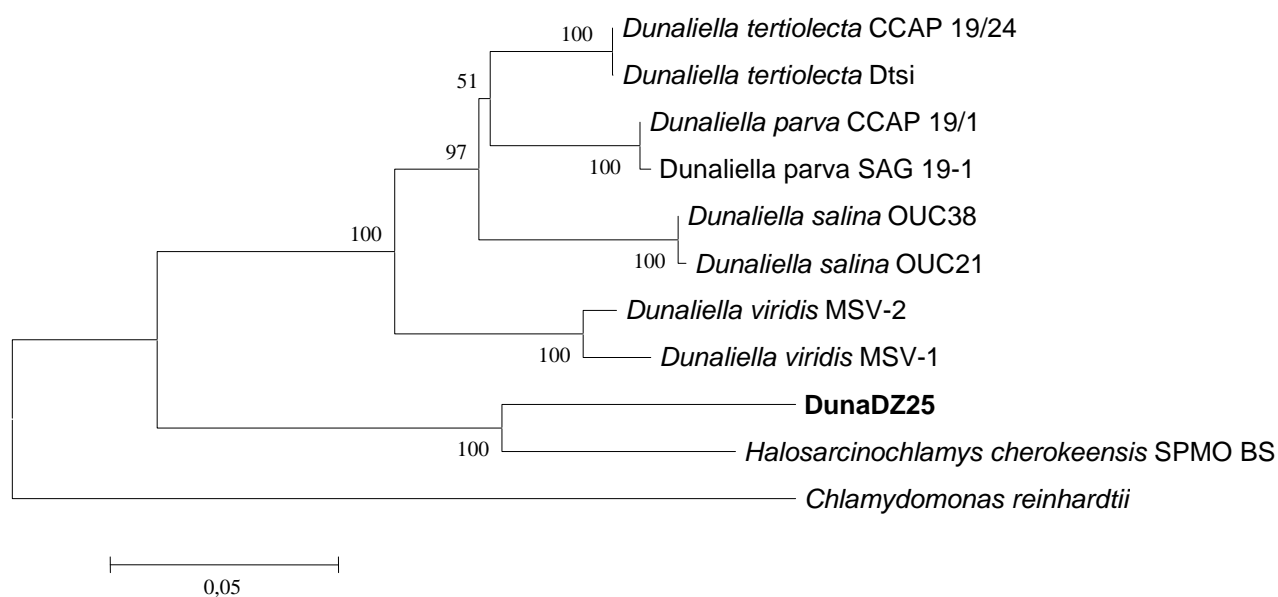 100
Dunaliella tertiolecta CCAP 19/24
Dunaliella tertiolecta Dtsi
51
Dunaliella parva CCAP 19/1
97
100
Dunaliella parva SAG 19-1
Dunaliella salina OUC38
100
100
Dunaliella salina OUC21
Dunaliella viridis MSV-2
100
Dunaliella viridis MSV-1
DunaDZ25
100
Halosarcinochlamys cherokeensis SPMO BS
Chlamydomonas reinhardtii
0,05